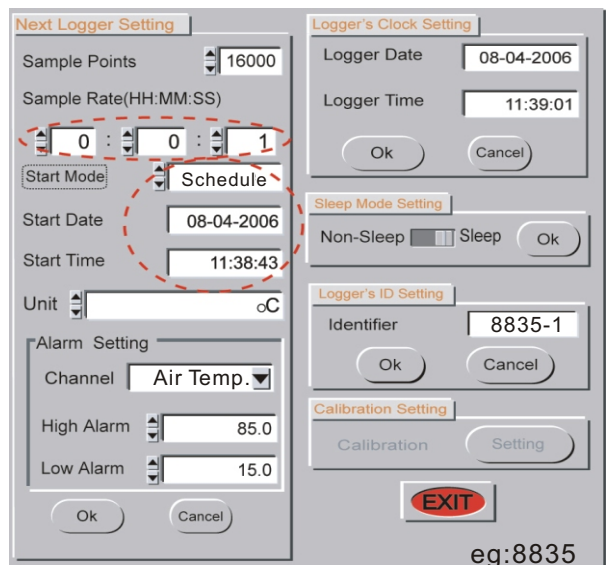 Next Logger Setting
Sample Points 16000
Sample Rate(HH:MM:SS)
0 : 0 : 1
Start Mode Schedule
Start Date 08-04-2006
Start Time 11:38:43
Unit oC
Alarm Setting
Channel Air Temp.
High Alarm 85.0
Low Alarm 15.0
Ok Cancel
Logger's Clock Setting
Logger Date 08-04-2006
Logger Time 11:39:01
Ok Cancel
Sleep Mode Setting
Non-Sleep Sleep Ok
Logger's ID Setting
Identifier 8835-1
Ok Cancel
Calibration Setting
Calibration Setting
EXIT
eg:8835